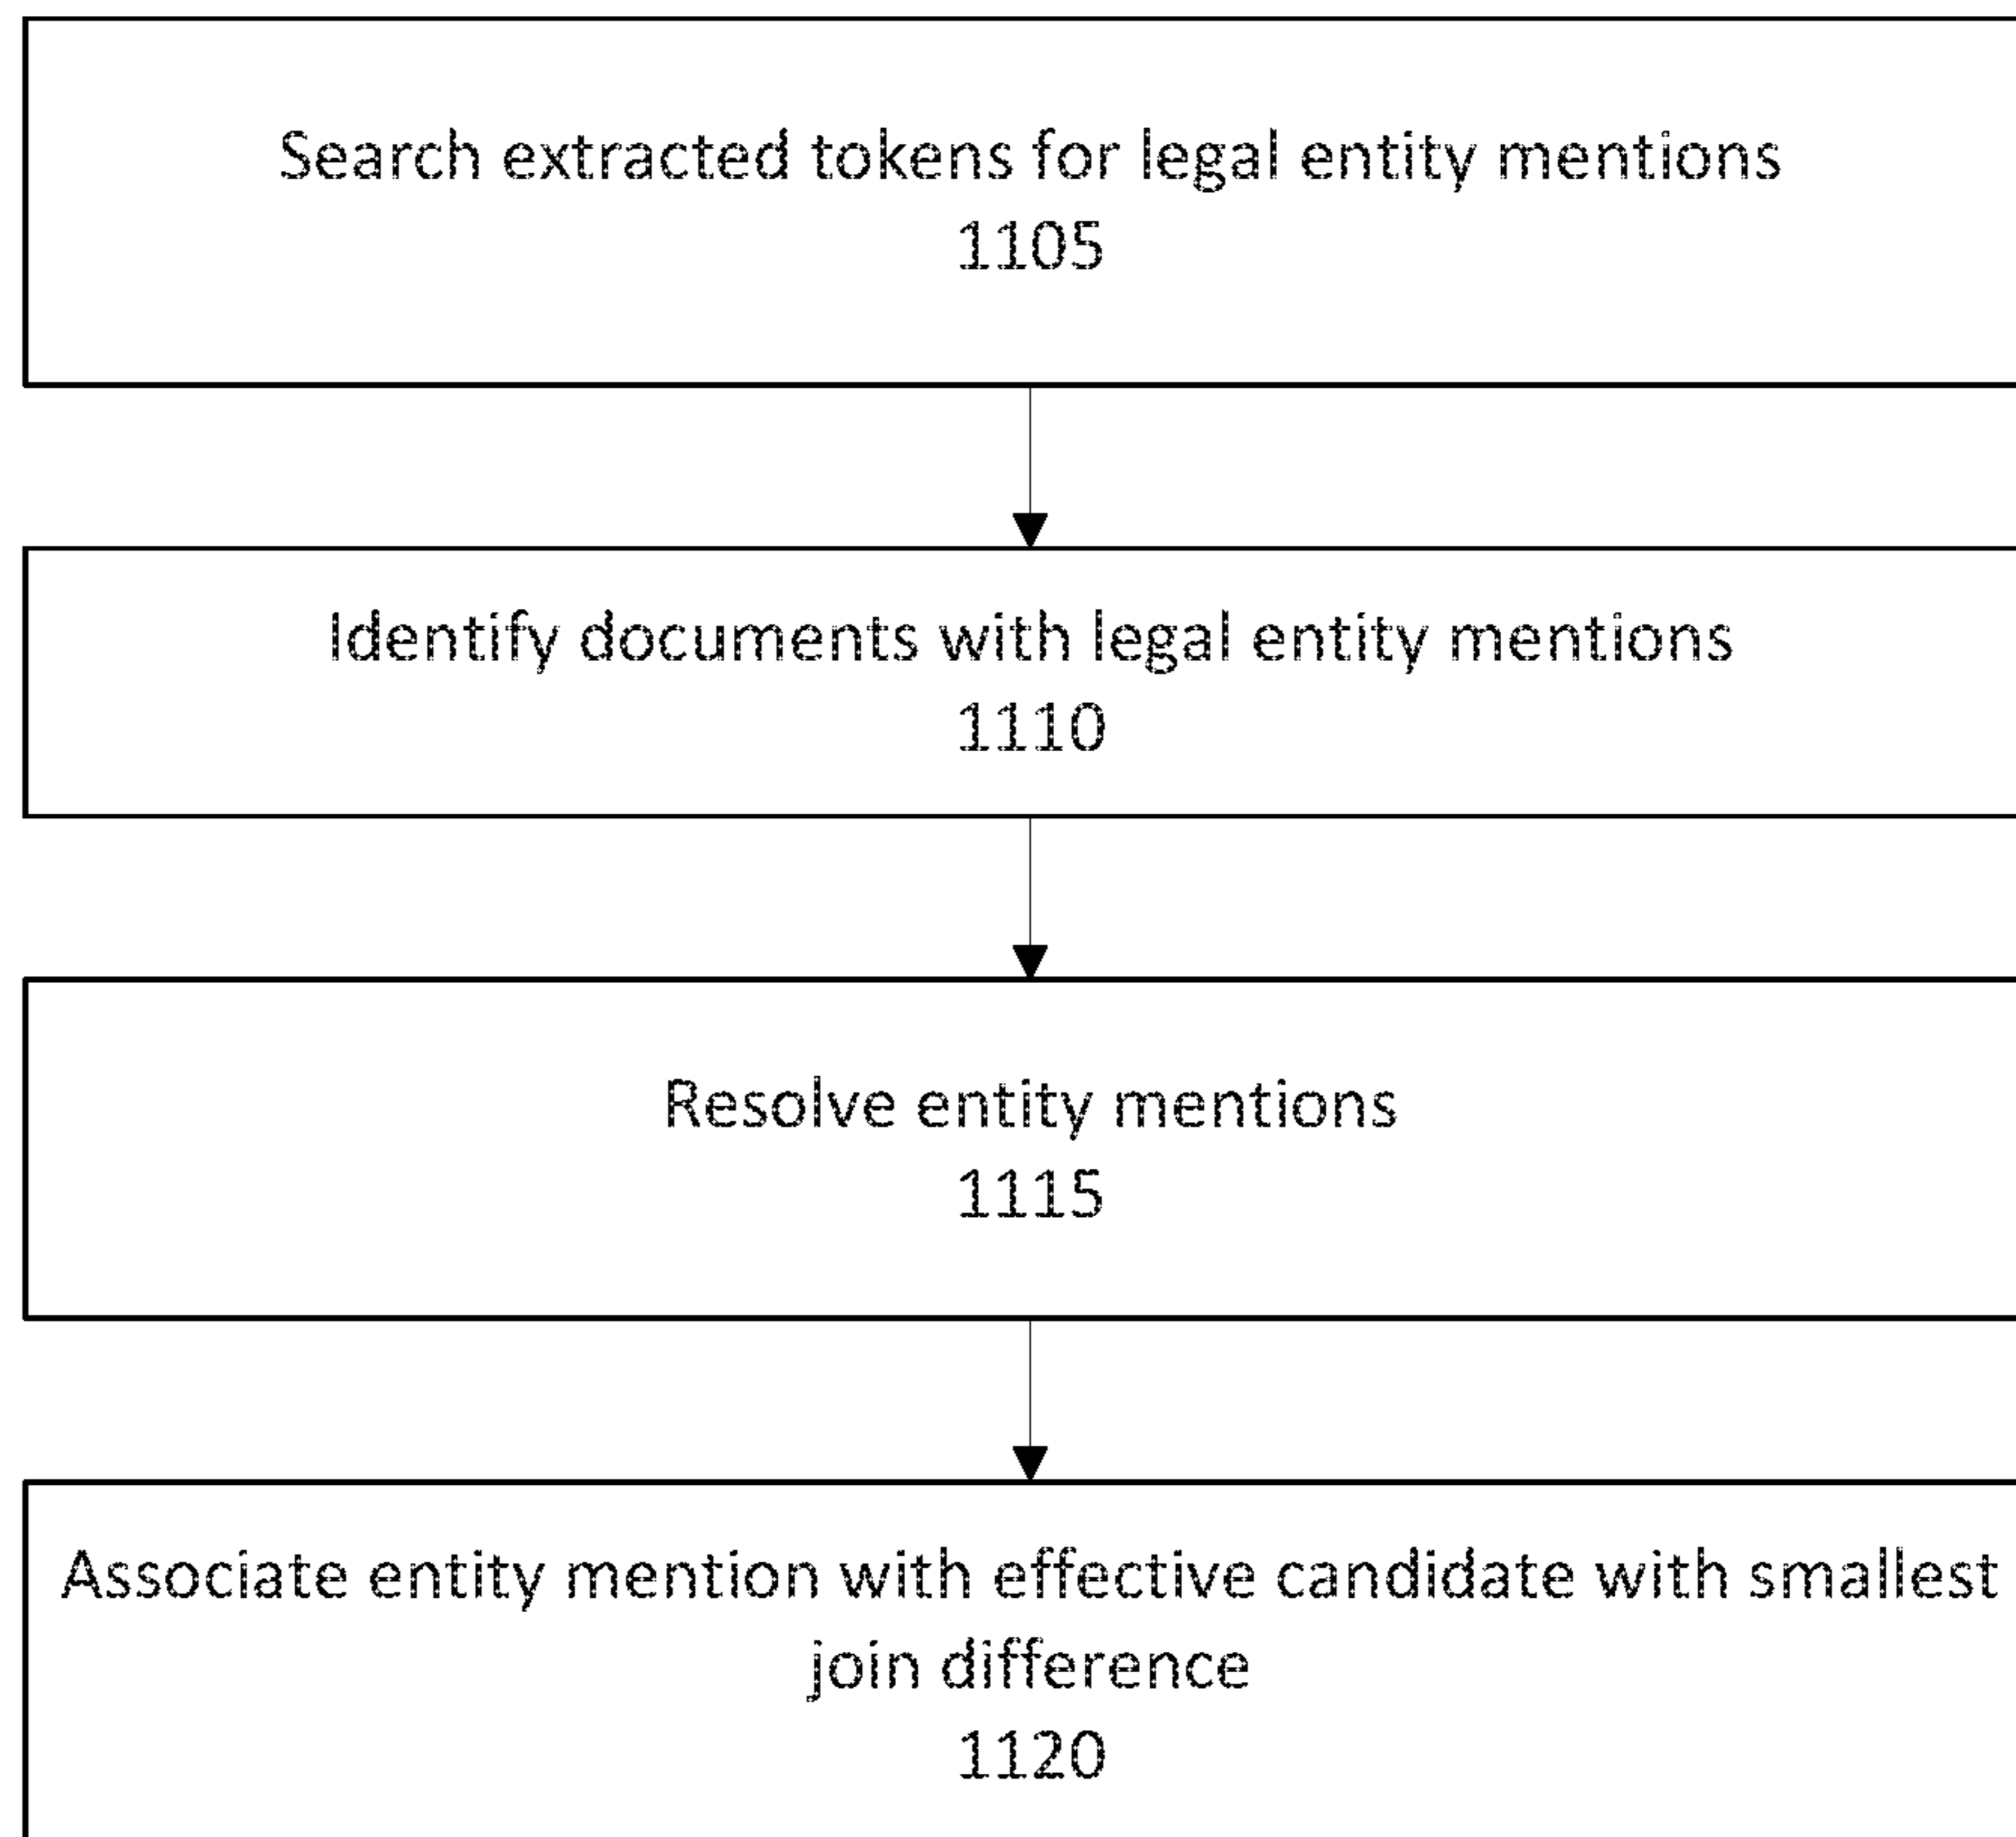 Search extracted tokens for legal entity mentions
1105
Identify documents with legal entity mentions
1110
Resolve entity mentions
1115
Associate entity mention with effective candidate with smallest
join difference
1120